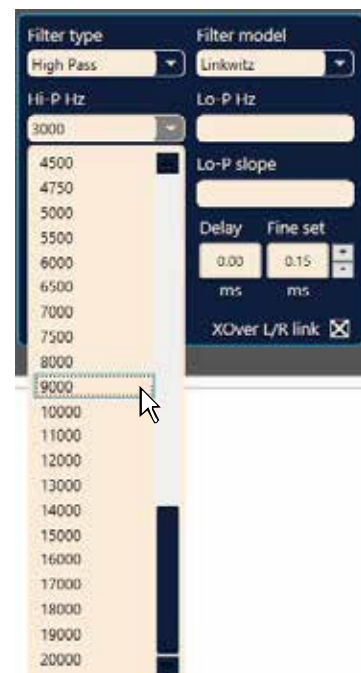 Filter type Filter model
High Pass Linkwitz
Hi-P Hz Lo-P Hz
3000
4500 Lo-P slope
4750
5000
5500 Delay Fine set
6000 0.00 0.15
6500 ms ms
7000
7500 XOver L/R link
8000
9000
10000
11000
12000
13000
14000
15000
16000
17000
18000
19000
20000